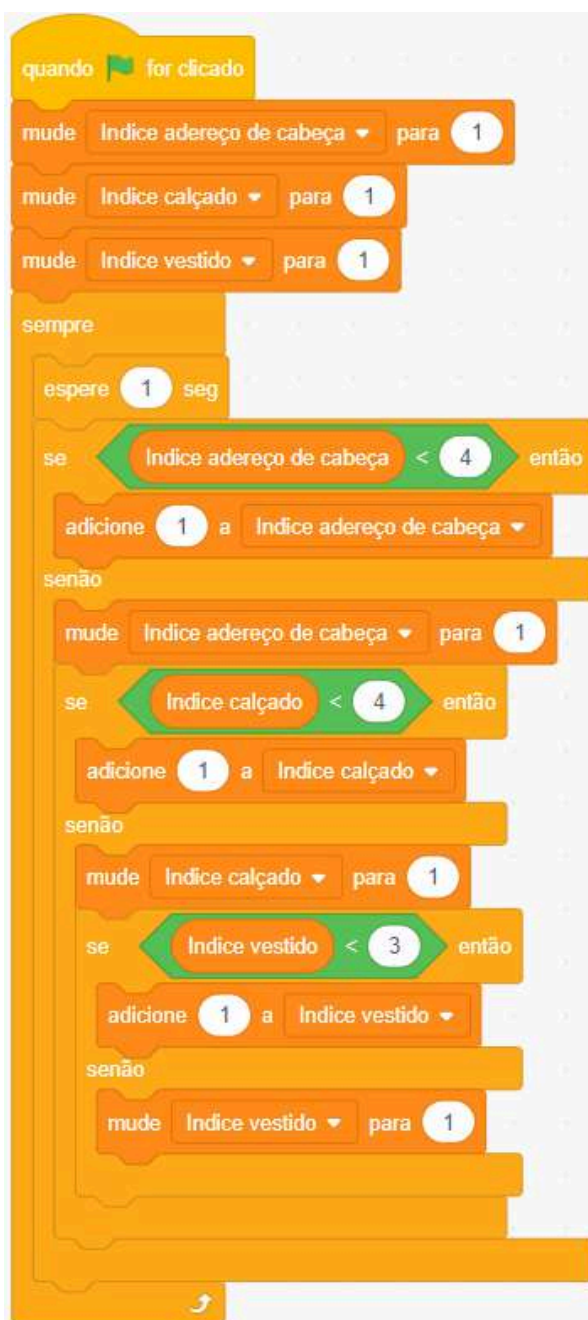 quando for clicado
mude Indice adereço de cabeça para 1
mude Indice calçado para 1
mude Indice vestido para 1
sempre
espere 1 seg
se Indice adereço de cabeça < 4 então
adicione 1 a Indice adereço de cabeça
senão
mude Indice adereço de cabeça para 1
se Indice calçado < 4 então
adicione 1 a Indice calçado
senão
mude Indice calçado para 1
se Indice vestido < 3 então
adicione 1 a Indice vestido
senão
mude Indice vestido para 1